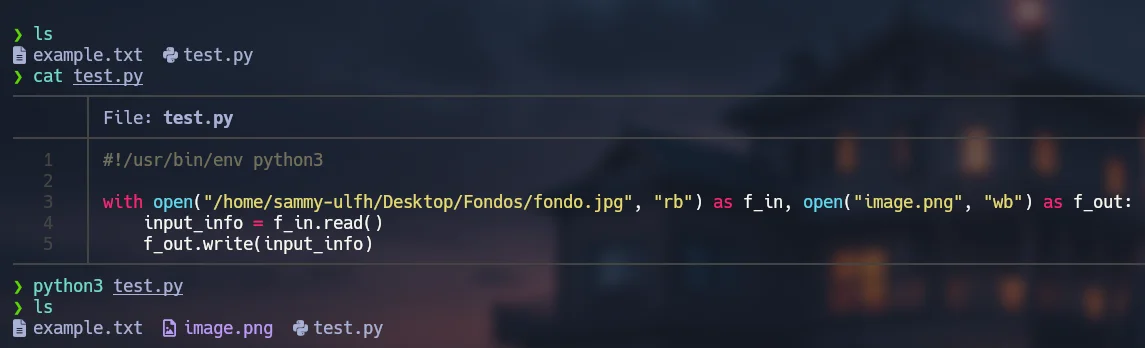 ❯ ls
example.txt test.py
❯ cat test.py
File: test.py
1 #!/usr/bin/env python3
2
3 with open("/home/sammy-ulfh/Desktop/Fondos/fondo.jpg", "rb") as f_in, open("image.png", "wb") as f_out:
4 input_info = f_in.read()
5 f_out.write(input_info)
❯ python3 test.py
❯ ls
example.txt image.png test.py